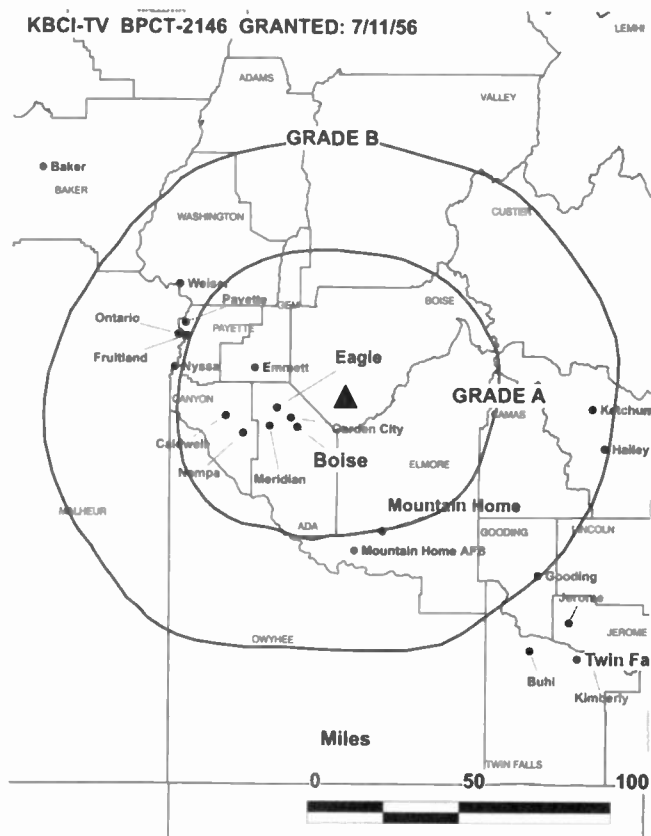 KBCI-TV BPCT-2146 GRANTED: 7/11/56
LEMHI
ADAMS
VALLEY
GRADE B
Baker
BAKER
CUSTER
WASHINGTON
Weiser
Payette
GEM
BOISE
Ontario
PAYETTE
Fruitland
Eagle
Nyssa
Emmett
GRADE A
CANYON
CAMAS
Ketchum
Caldwell
Garden City
Nampa
Meridian
Boise
Hailey
ELMORE
Mountain Home
MALHEUR
ADA
GOODING
LINCOLN
Mountain Home AFB
Gooding
Jerome
OWYHEE
JEROME
Twin Fa
Buhl
Kimberly
Miles
TWIN FALLS
0 50 100